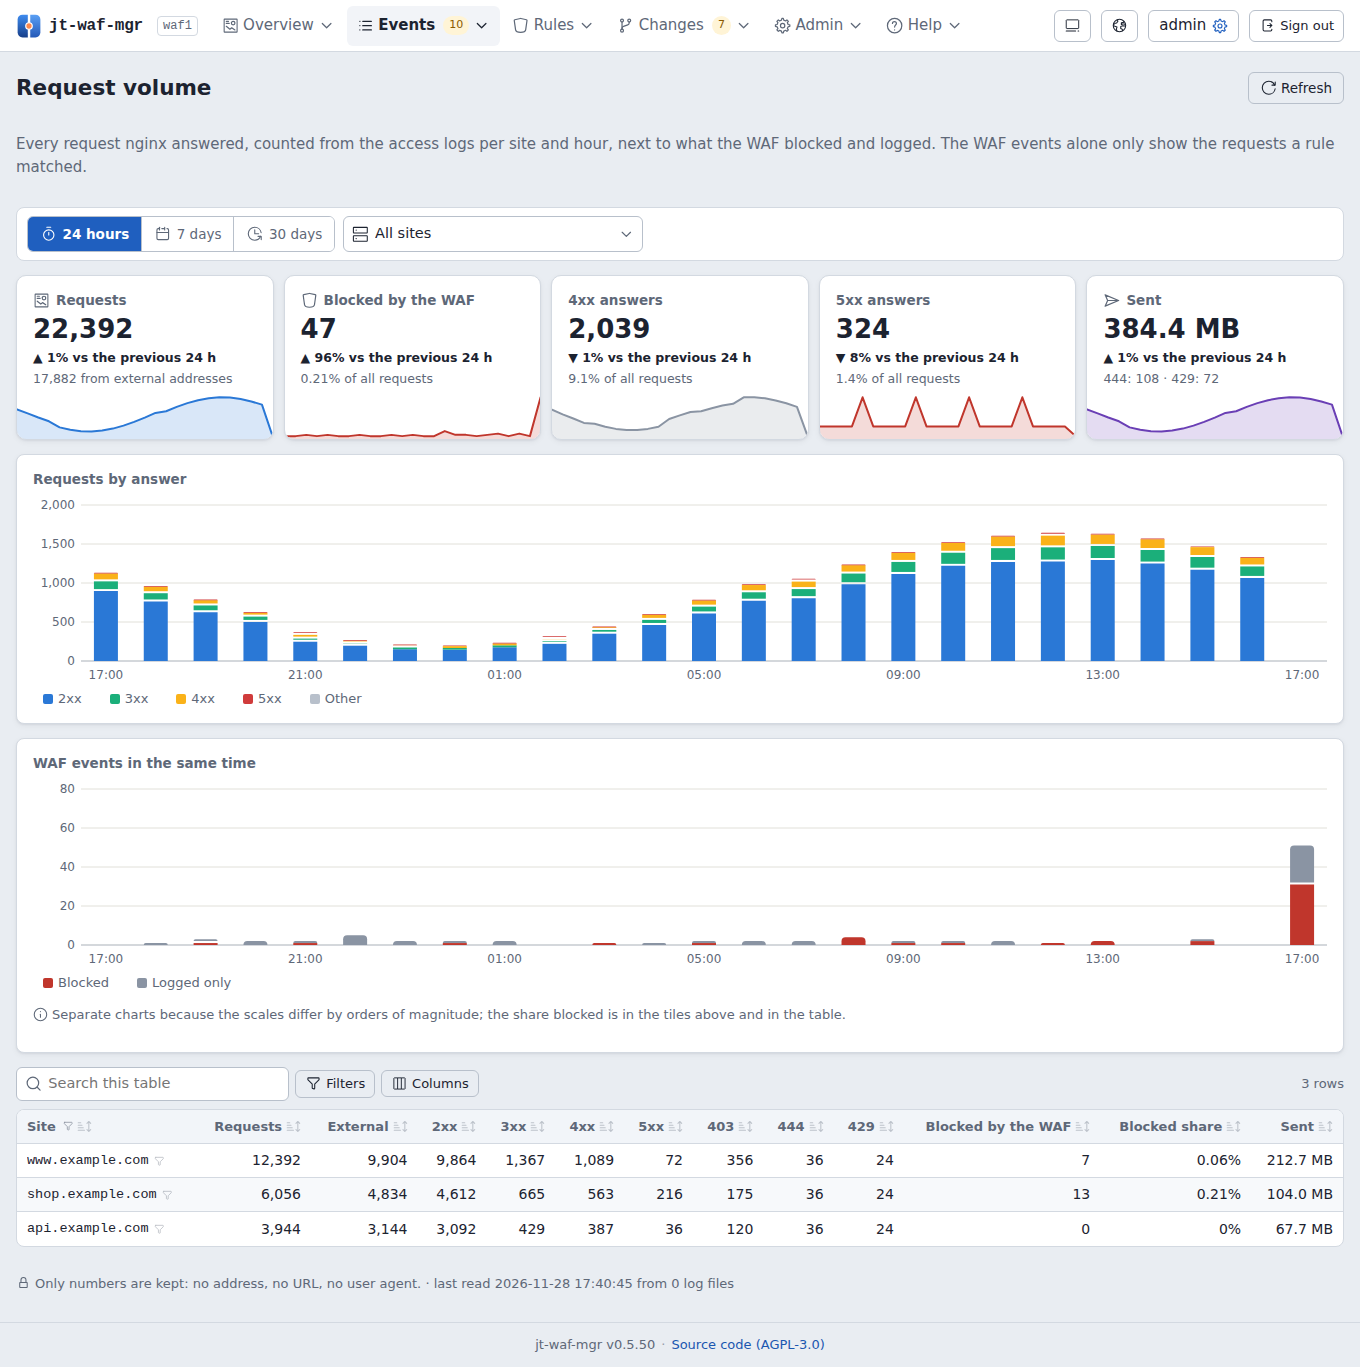 jt-waf-mgr waf1 Overview Events 10 Rules Changes 7 Admin Help admin Sign out
Request volume
Refresh
Every request nginx answered, counted from the access logs per site and hour, next to what the WAF blocked and logged. The WAF events alone only show the requests a rule
matched.
24 hours 7 days 30 days All sites
Requests
22,392
▲ 1% vs the previous 24 h
17,882 from external addresses
Blocked by the WAF
47
▲ 96% vs the previous 24 h
0.21% of all requests
4xx answers
2,039
▼ 1% vs the previous 24 h
9.1% of all requests
5xx answers
324
▼ 8% vs the previous 24 h
1.4% of all requests
Sent
384.4 MB
▲ 1% vs the previous 24 h
444: 108 · 429: 72
Requests by answer
2,000
1,500
1,000
500
0
17:00 21:00 01:00 05:00 09:00 13:00 17:00
2xx 3xx 4xx 5xx Other
WAF events in the same time
80
60
40
20
0
17:00 21:00 01:00 05:00 09:00 13:00 17:00
Blocked Logged only
Separate charts because the scales differ by orders of magnitude; the share blocked is in the tiles above and in the table.
Search this table Filters Columns 3 rows
Site Requests External 2xx 3xx 4xx 5xx 403 444 429 Blocked by the WAF Blocked share Sent
www.example.com 12,392 9,904 9,864 1,367 1,089 72 356 36 24 7 0.06% 212.7 MB
shop.example.com 6,056 4,834 4,612 665 563 216 175 36 24 13 0.21% 104.0 MB
api.example.com 3,944 3,144 3,092 429 387 36 120 36 24 0 0% 67.7 MB
Only numbers are kept: no address, no URL, no user agent. · last read 2026-11-28 17:40:45 from 0 log files
jt-waf-mgr v0.5.50 · Source code (AGPL-3.0)